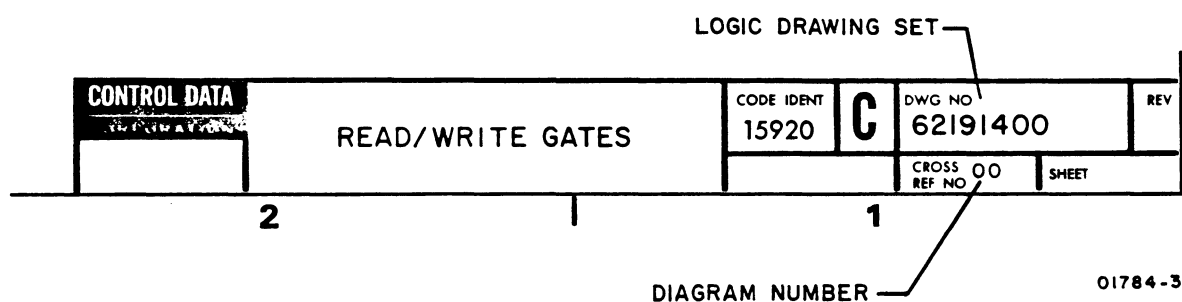 LOGIC DRAWING SET
CONTROL DATA
CORPORATION
READ/WRITE GATES
CODE IDENT
15920
C
DWG NO
62191400
REV
CROSS
REF NO 00
SHEET
2
1
DIAGRAM NUMBER
01784-3